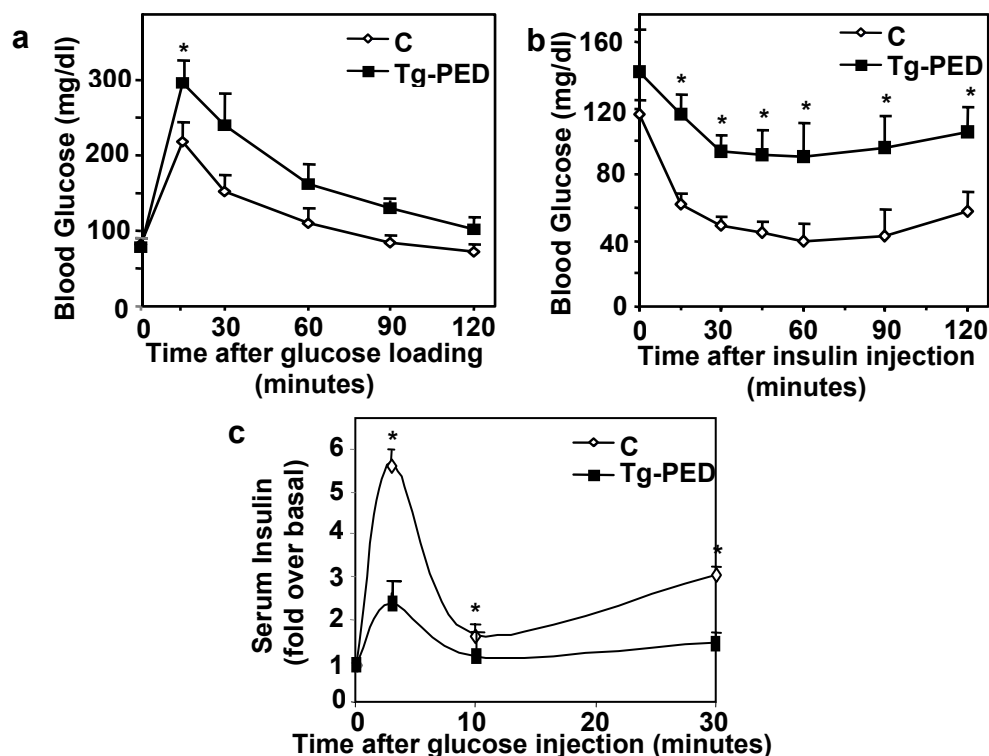 a
*
C
Tg-PED
Blood Glucose (mg/dl)
300
200
100
0
0 30 60 90 120
Time after glucose loading
(minutes)
b
C
Tg-PED
* * * * * *
Blood Glucose (mg/dl)
160
120
80
40
0
0 30 60 90 120
Time after insulin injection
(minutes)
c
C
Tg-PED
* * *
Serum Insulin
(fold over basal)
6
5
4
3
2
1
0
0 10 20 30
Time after glucose injection (minutes)